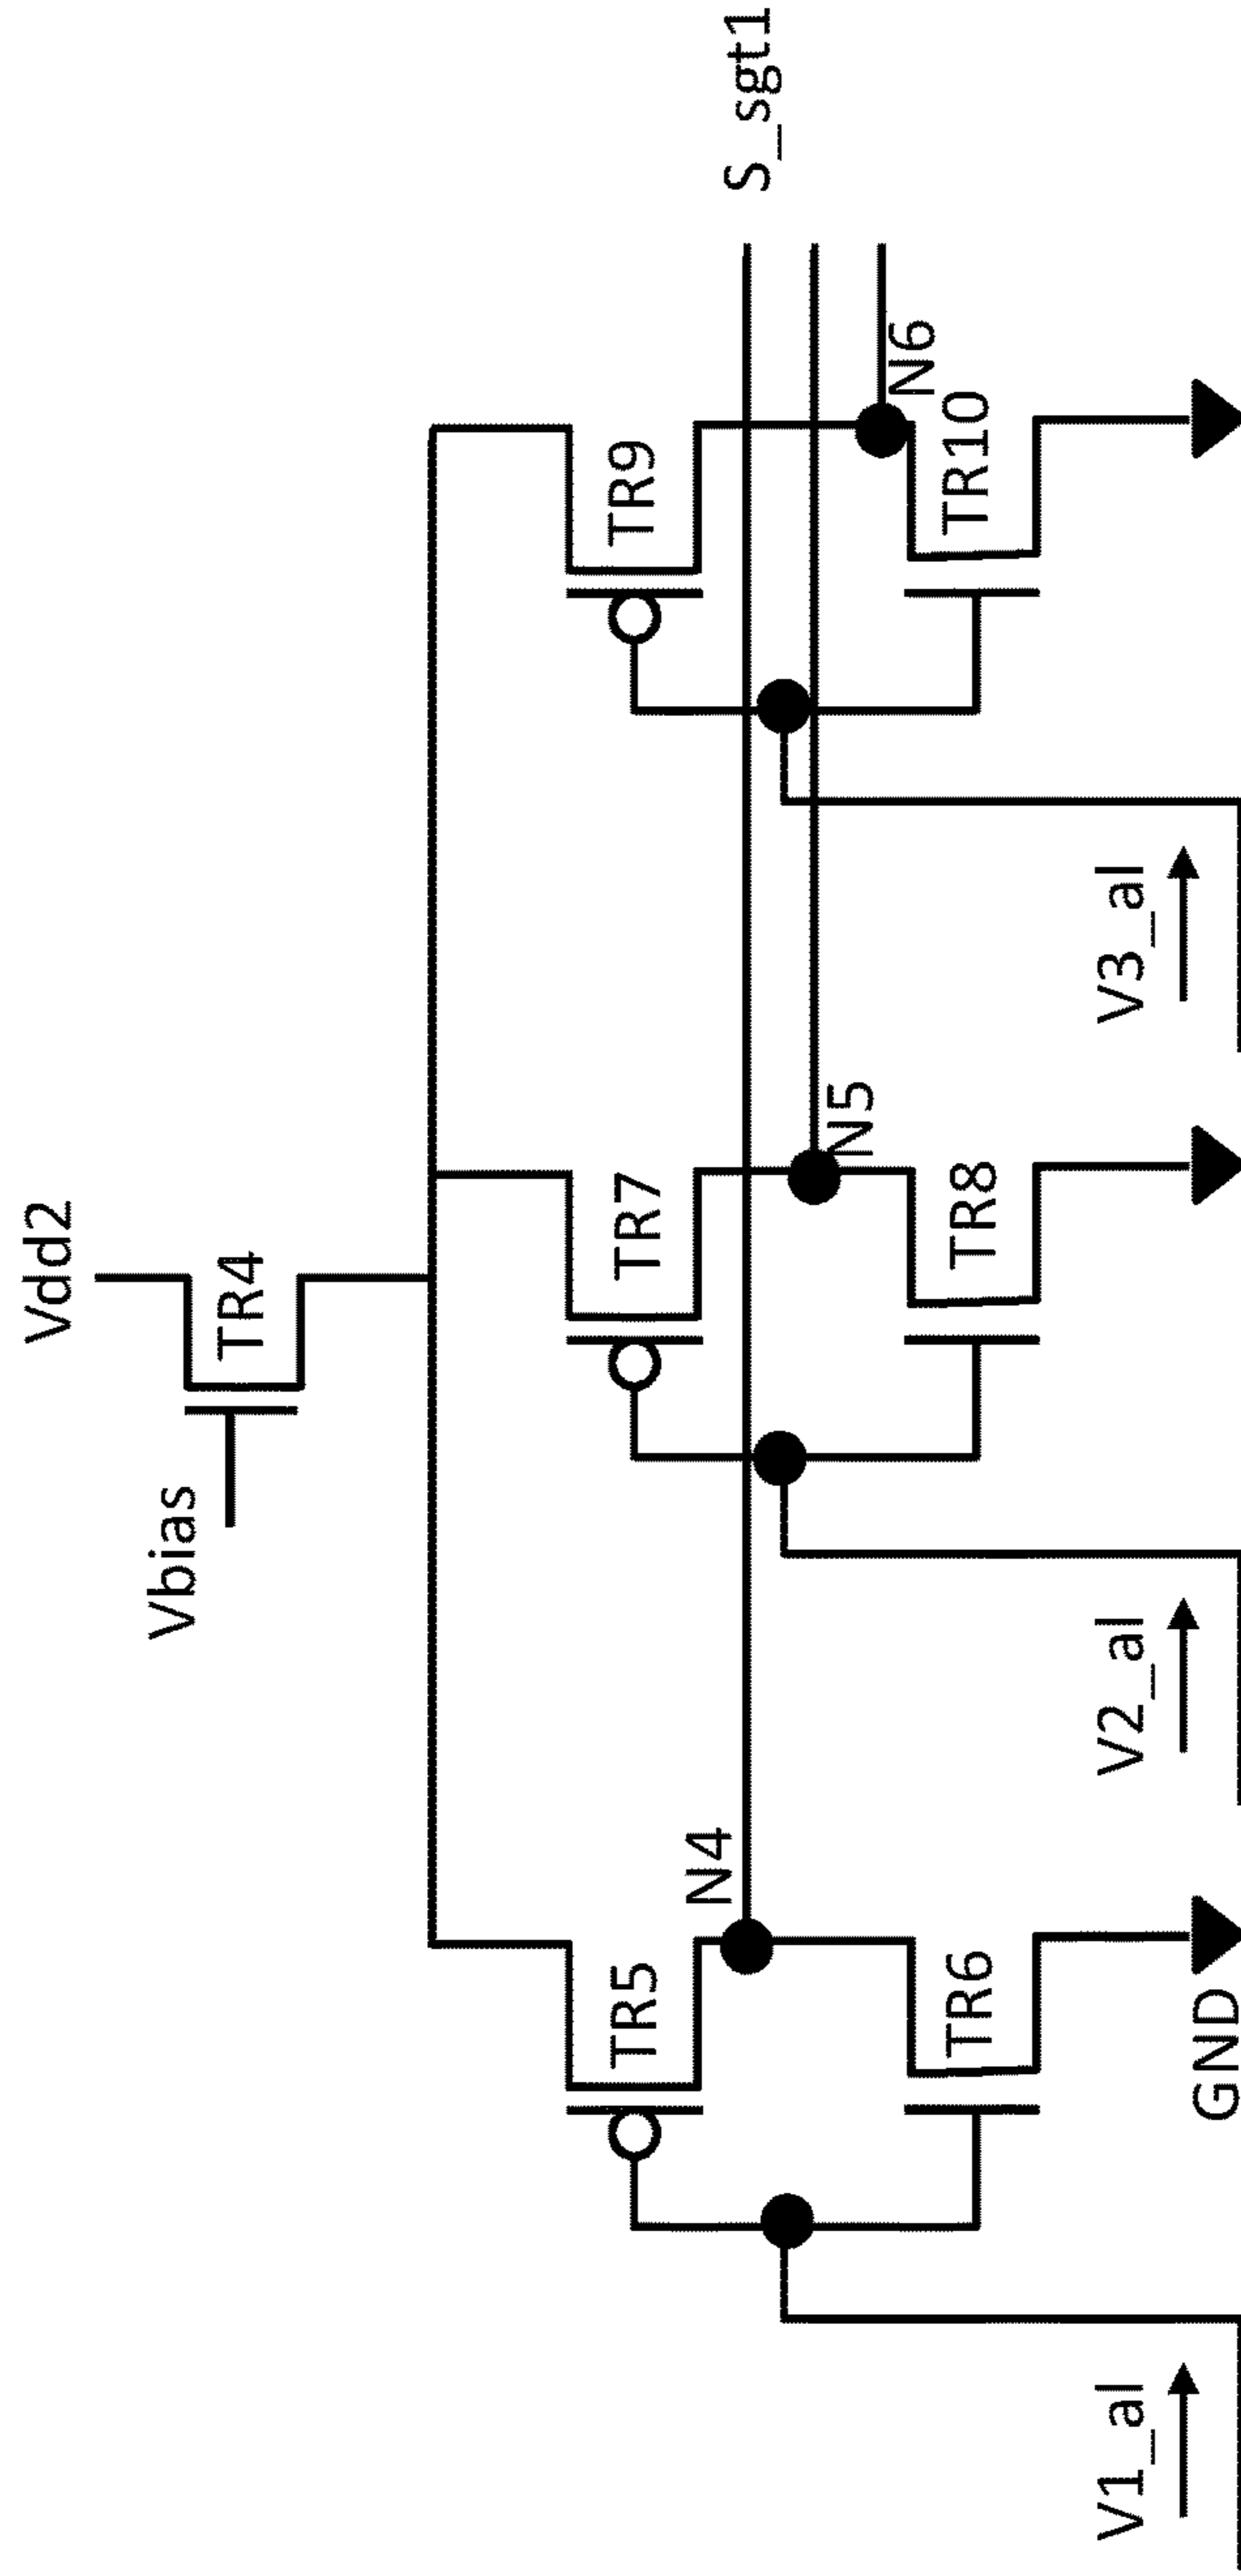 Vdd2
Vbias
TR4
TR5
TR7
TR9
N4
S_sgt1
N5
N6
TR6
TR8
TR10
V1_al
V2_al
V3_al
GND